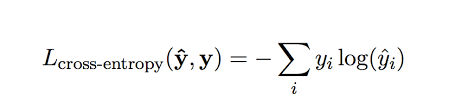 L_cross-entropy(ŷ, y) = − ∑_i y_i log(ŷ_i)